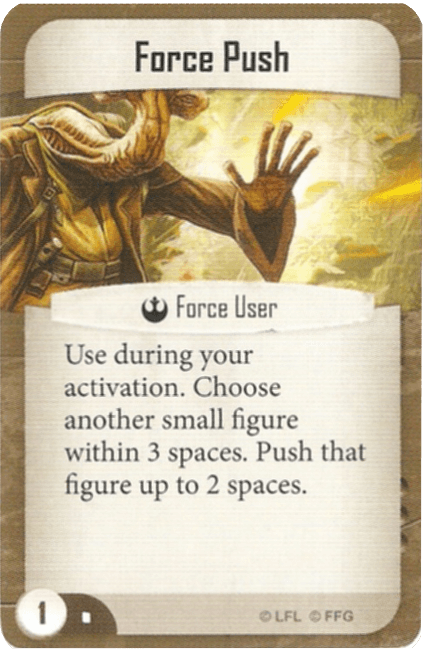 Force Push
Force User
Use during your
activation. Choose
another small figure
within 3 spaces. Push that
figure up to 2 spaces.
1
© LFL © FFG